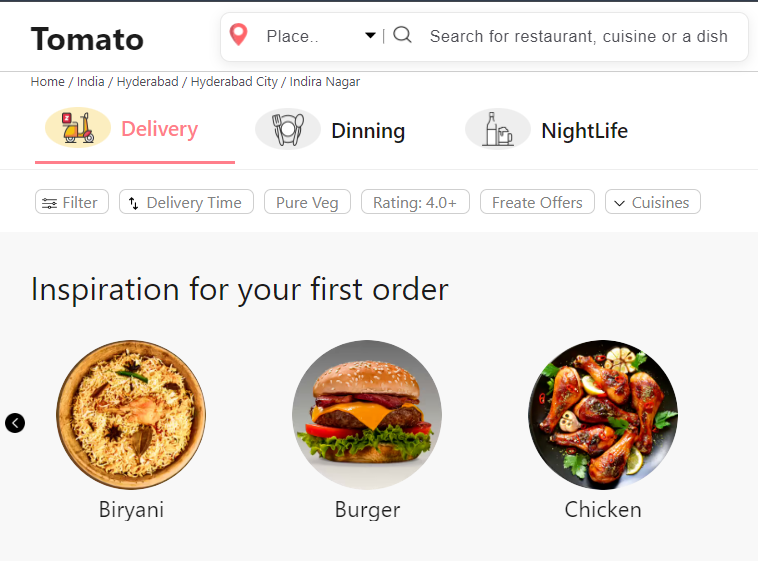 Tomato
Place.. | Search for restaurant, cuisine or a dish
Home / India / Hyderabad / Hyderabad City / Indira Nagar
Delivery Dinning NightLife
Filter Delivery Time Pure Veg Rating: 4.0+ Freate Offers Cuisines
Inspiration for your first order
Biryani Burger Chicken